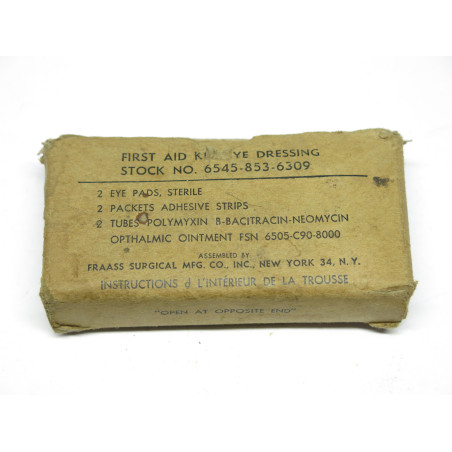 FIRST AID KIT EYE DRESSING
STOCK NO. 6545-853-6309
2 EYE PADS, STERILE
2 PACKETS ADHESIVE STRIPS
2 TUBES-POLYMYXIN B-BACITRACIN-NEOMYCIN
OPTHALMIC OINTMENT FSN 6505-C90-8000
ASSEMBLED BY
FRAASS SURGICAL MFG. CO., INC., NEW YORK 34, N.Y.
INSTRUCTIONS d L'INTÉRIEUR DE LA TROUSSE
"OPEN AT OPPOSITE END"